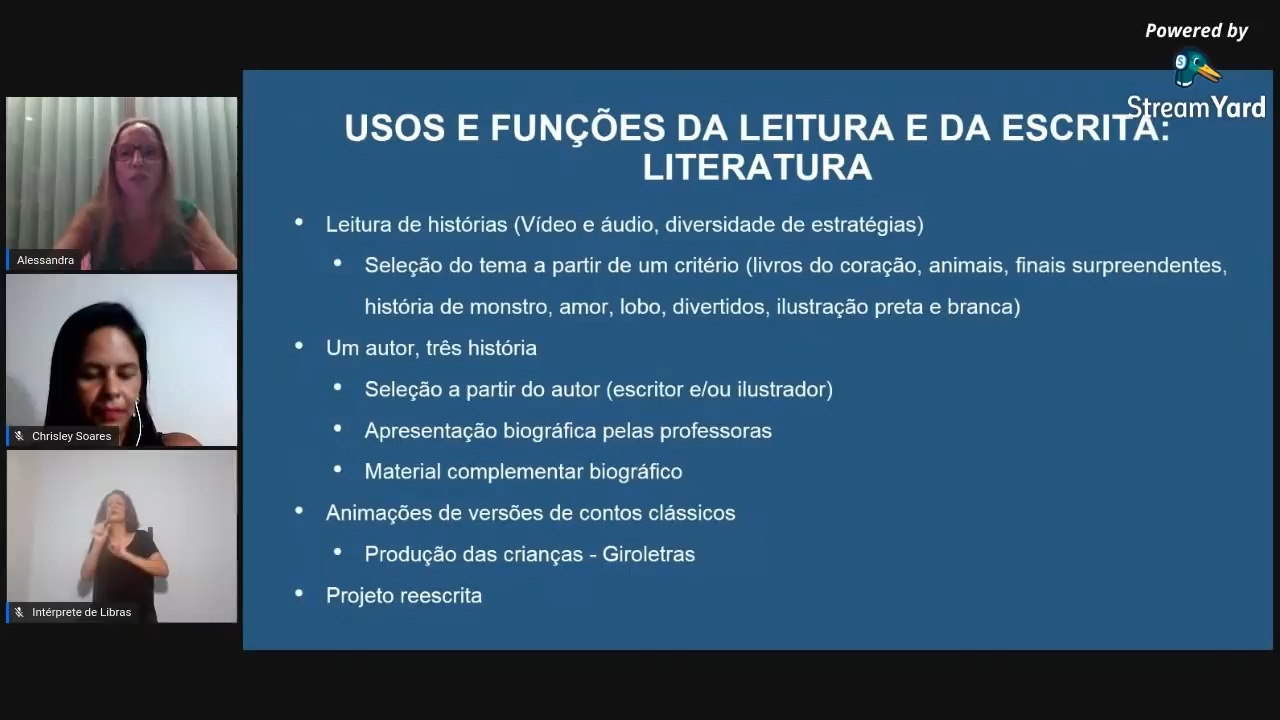 Powered by
StreamYard
USOS E FUNÇÕES DA LEITURA E DA ESCRITA:
LITERATURA
• Leitura de histórias (Vídeo e áudio, diversidade de estratégias)
• Seleção do tema a partir de um critério (livros do coração, animais, finais surpreendentes,
história de monstro, amor, lobo, divertidos, ilustração preta e branca)
• Um autor, três história
• Seleção a partir do autor (escritor e/ou ilustrador)
• Apresentação biográfica pelas professoras
• Material complementar biográfico
• Animações de versões de contos clássicos
• Produção das crianças - Giroletras
• Projeto reescrita
Alessandra
Chrisley Soares
Intérprete de Libras